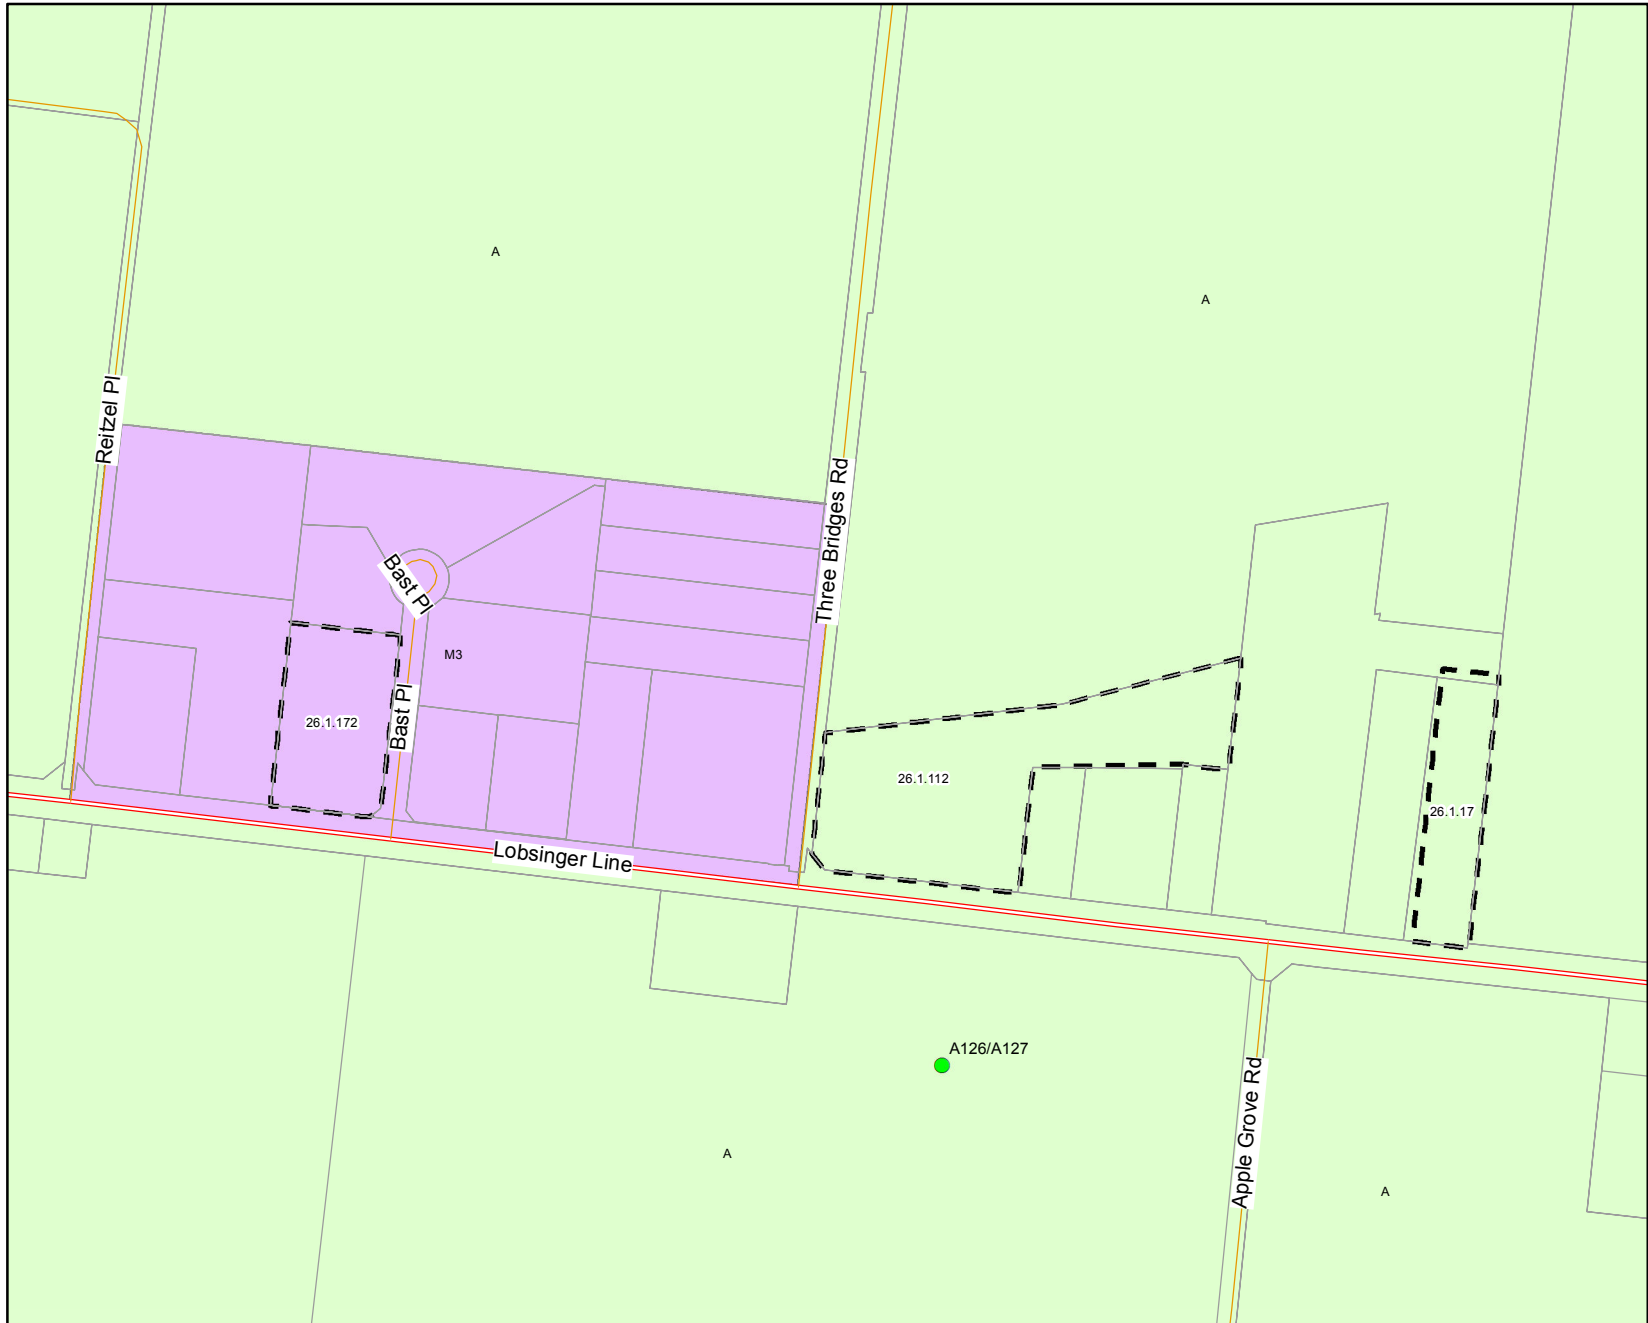 A
A
Reitzel Pl
Three Bridges Rd
Bast Pl
M3
Bast Pl
26.1.172
26.1.112
26.1.17
Lobsinger Line
A126/A127
Apple Grove Rd
A
A